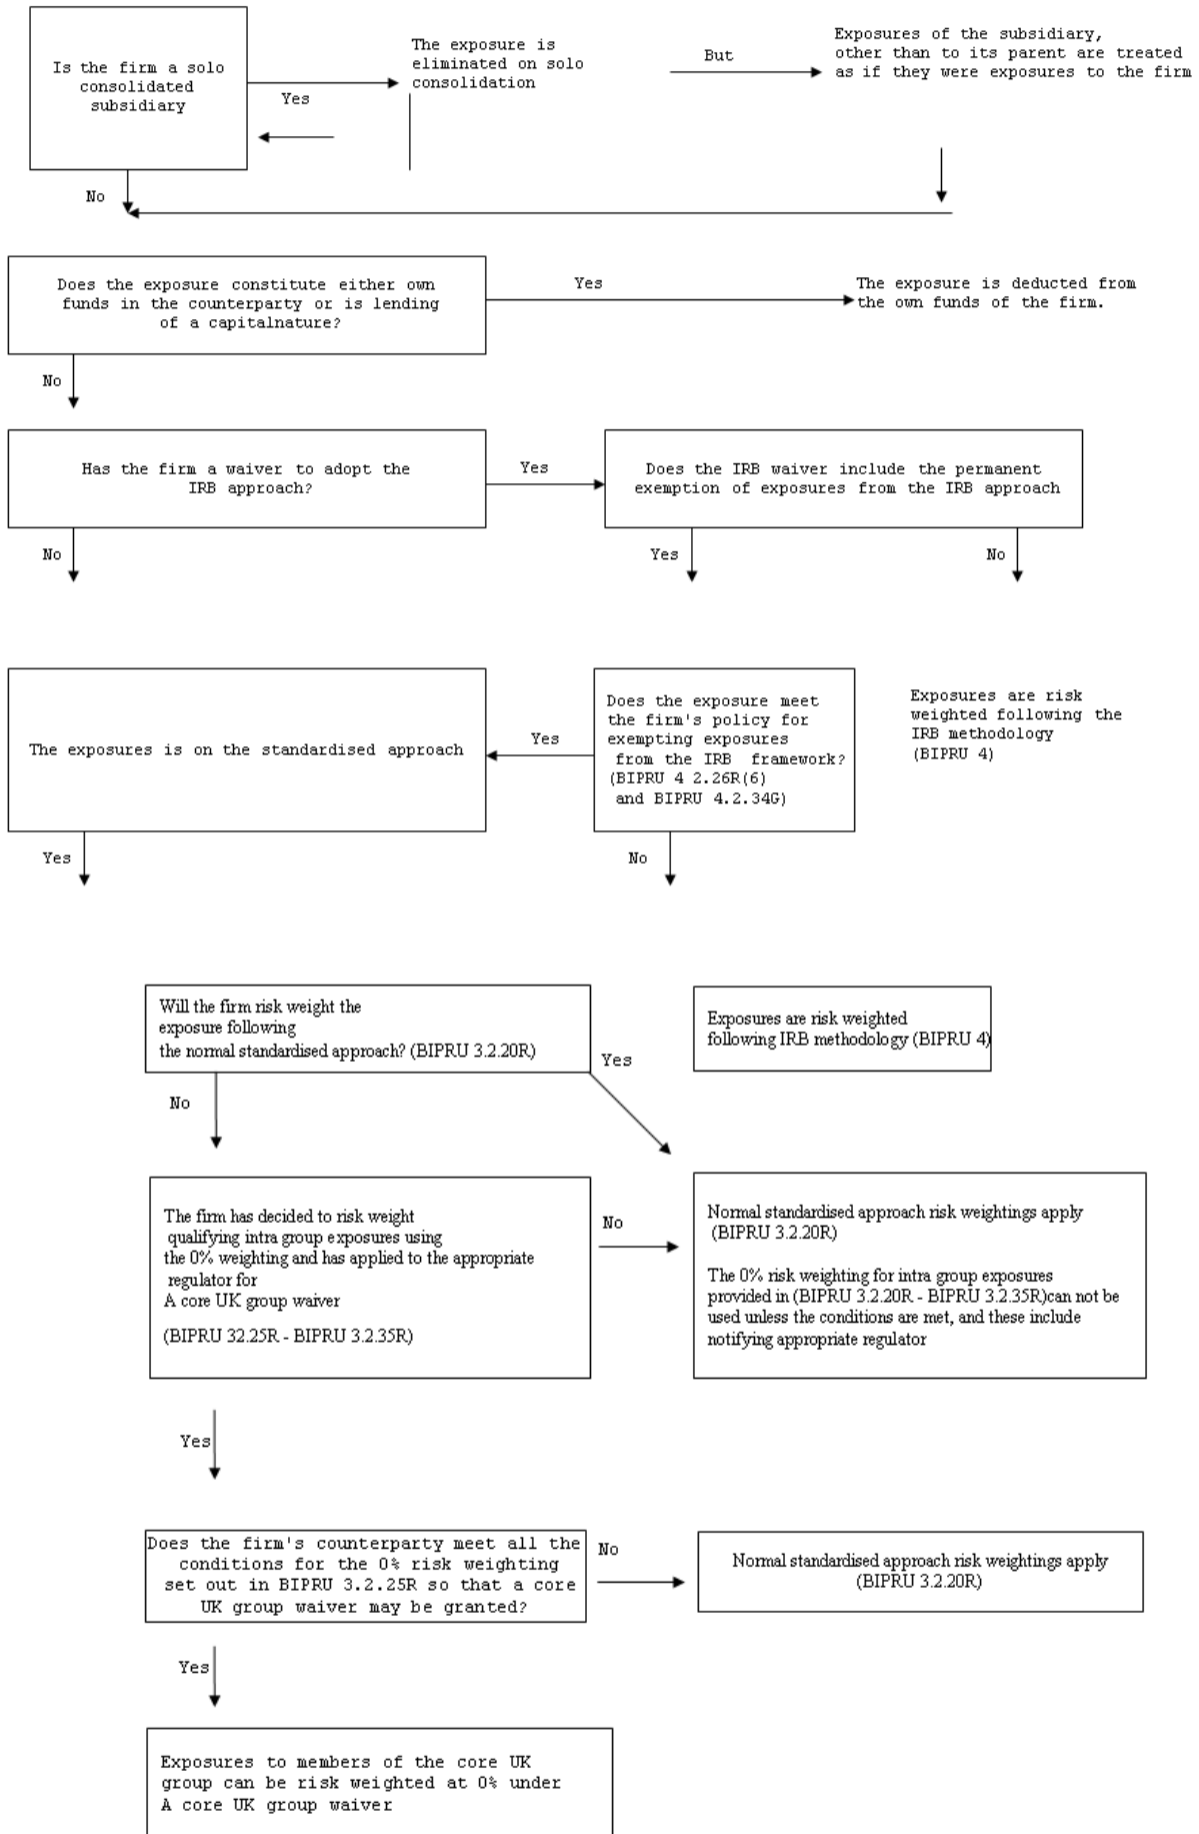 Is the firm a solo
consolidated
subsidiary
Yes
The exposure is
eliminated on solo
consolidation
But
Exposures of the subsidiary,
other than to its parent are treated
as if they were exposures to the firm
No
Does the exposure constitute either own
funds in the counterparty or is lending
of a capitalnature?
Yes
The exposure is deducted from
the own funds of the firm.
No
Has the firm a waiver to adopt the
IRB approach?
Yes
Does the IRB waiver include the permanent
exemption of exposures from the IRB approach
No
Yes
No
The exposures is on the standardised approach
Yes
Does the exposure meet
the firm's policy for
exempting exposures
from the IRB framework?
(BIPRU 4 2.26R(6)
and BIPRU 4.2.34G)
Exposures are risk
weighted following the
IRB methodology
(BIPRU 4)
Yes
No
Will the firm risk weight the
exposure following
the normal standardised approach? (BIPRU 3.2.20R)
Yes
Exposures are risk weighted
following IRB methodology (BIPRU 4)
No
The firm has decided to risk weight
qualifying intra group exposures using
the 0% weighting and has applied to the appropriate
regulator for
A core UK group waiver
(BIPRU 32.25R - BIPRU 3.2.35R)
No
Normal standardised approach risk weightings apply
(BIPRU 3.2.20R)
The 0% risk weighting for intra group exposures
provided in (BIPRU 3.2.20R - BIPRU 3.2.35R)can not be
used unless the conditions are met, and these include
notifying appropriate regulator
Yes
Does the firm's counterparty meet all the
conditions for the 0% risk weighting
set out in BIPRU 3.2.25R so that a core
UK group waiver may be granted?
No
Normal standardised approach risk weightings apply
(BIPRU 3.2.20R)
Yes
Exposures to members of the core UK
group can be risk weighted at 0% under
A core UK group waiver